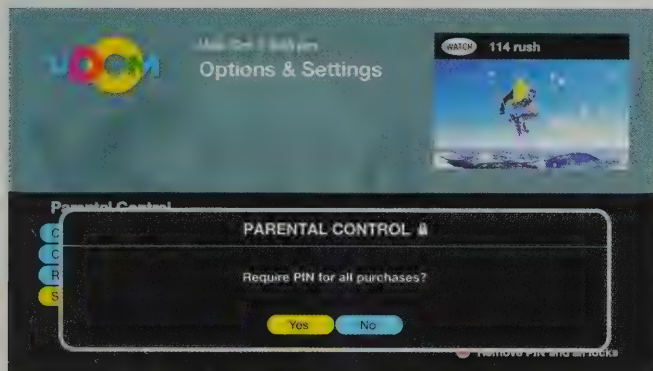 VOOM
Options & Settings
WATCH 114 rush
Parental Control
C
C
R
S
PARENTAL CONTROL
Require PIN for all purchases?
Yes No
Remove PIN and all locks